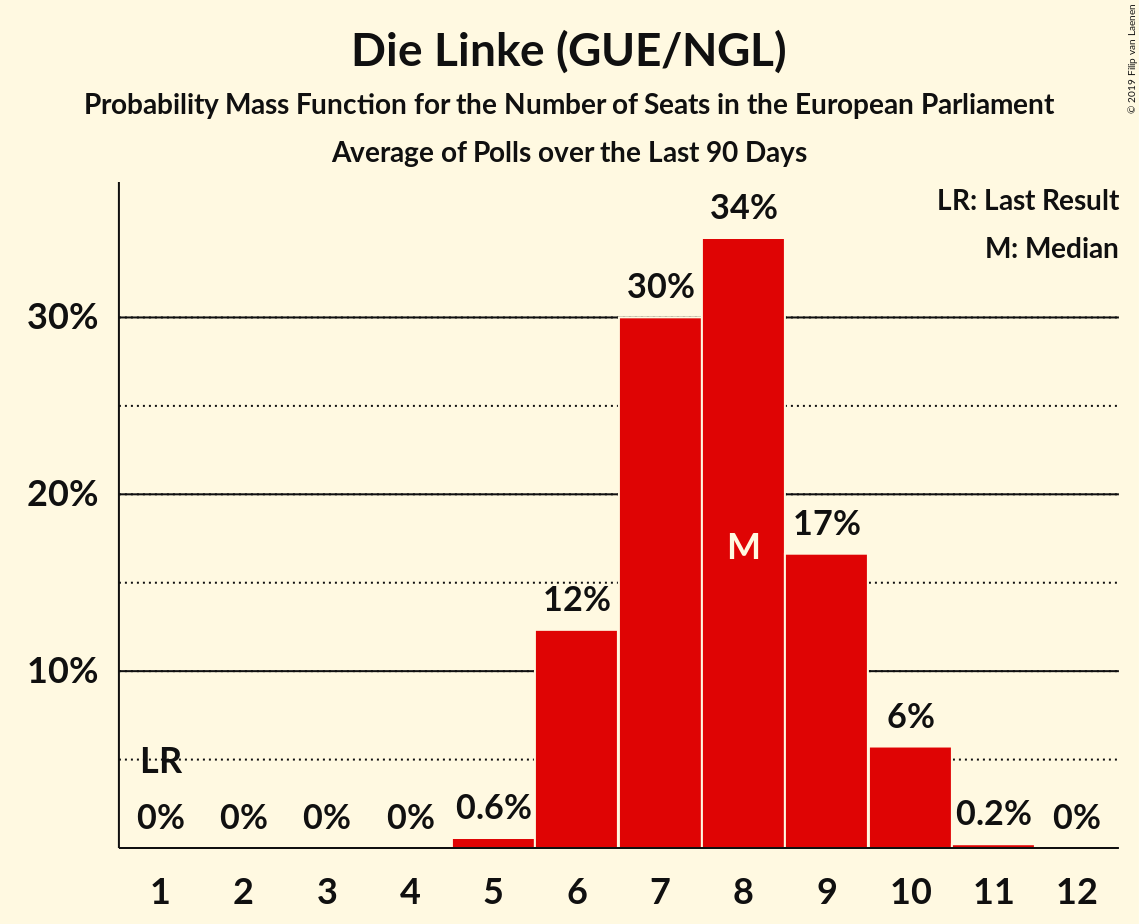 Die Linke (GUE/NGL)
Probability Mass Function for the Number of Seats in the European Parliament
Average of Polls over the Last 90 Days
© 2019 Filip van Laenen
LR: Last Result
M: Median
34%
30%
30%
20%
17%
M
12%
10%
6%
LR
0%
0%
0%
0%
0.6%
0.2%
0%
1 2 3 4 5 6 7 8 9 10 11 12